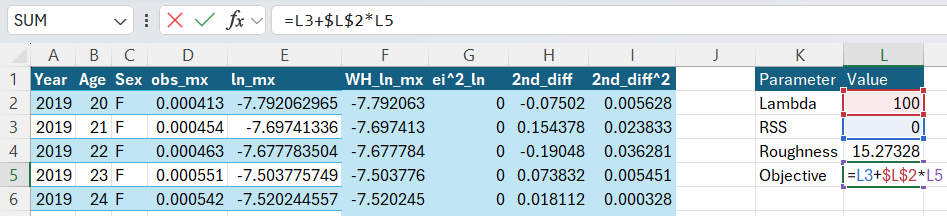 SUM fx =L3+$L$2*L5
A B C D E F G H I J K L
1 Year Age Sex obs_mx ln_mx WH_ln_mx ei^2_ln 2nd_diff 2nd_diff^2 Parameter Value
2 2019 20 F 0.000413 -7.792062965 -7.792063 0 -0.07502 0.005628 Lambda 100
3 2019 21 F 0.000454 -7.69741336 -7.697413 0 0.154378 0.023833 RSS 0
4 2019 22 F 0.000463 -7.677783504 -7.677784 0 -0.19048 0.036281 Roughness 15.27328
5 2019 23 F 0.000551 -7.503775749 -7.503776 0 0.073832 0.005451 Objective =L3+$L$2*L5
6 2019 24 F 0.000542 -7.520244557 -7.520245 0 0.018112 0.000328